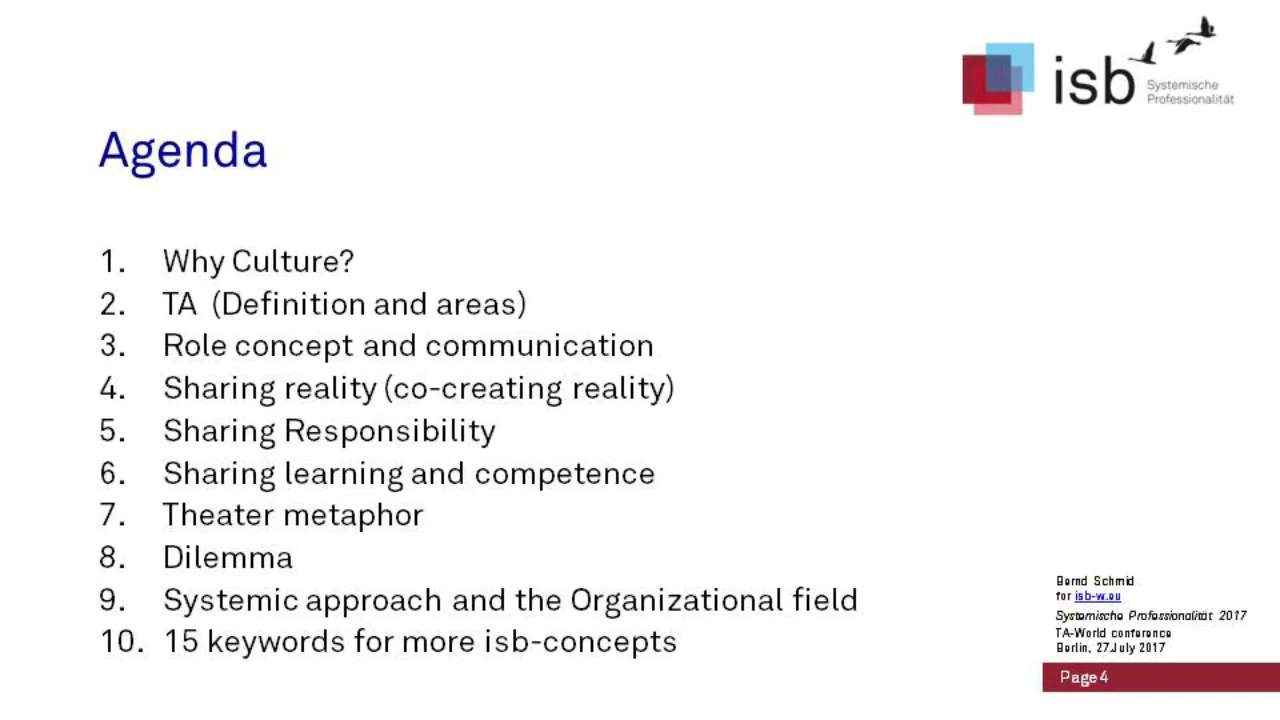 isb
Systemische
Professionalität
Agenda
1. Why Culture?
2. TA (Definition and areas)
3. Role concept and communication
4. Sharing reality (co-creating reality)
5. Sharing Responsibility
6. Sharing learning and competence
7. Theater metaphor
8. Dilemma
9. Systemic approach and the Organizational field
10. 15 keywords for more isb-concepts
Bernd Schmid
for isb-w.eu
Systemische Professionalität 2017
TA-World conference
Berlin, 27.July 2017
Page 4